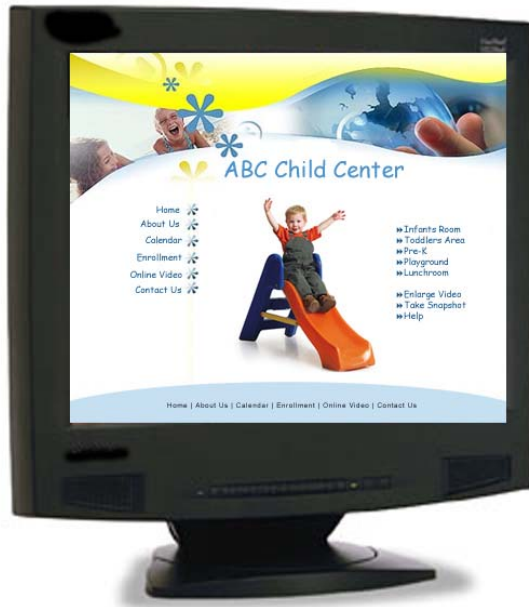 ABC Child Center
Home
About Us
Calendar
Enrollment
Online Video
Contact Us
»Infants Room
»Toddlers Area
»Pre-K
»Playground
»Lunchroom
»Enlarge Video
»Take Snapshot
»Help
Home | About Us | Calendar | Enrollment | Online Video | Contact Us